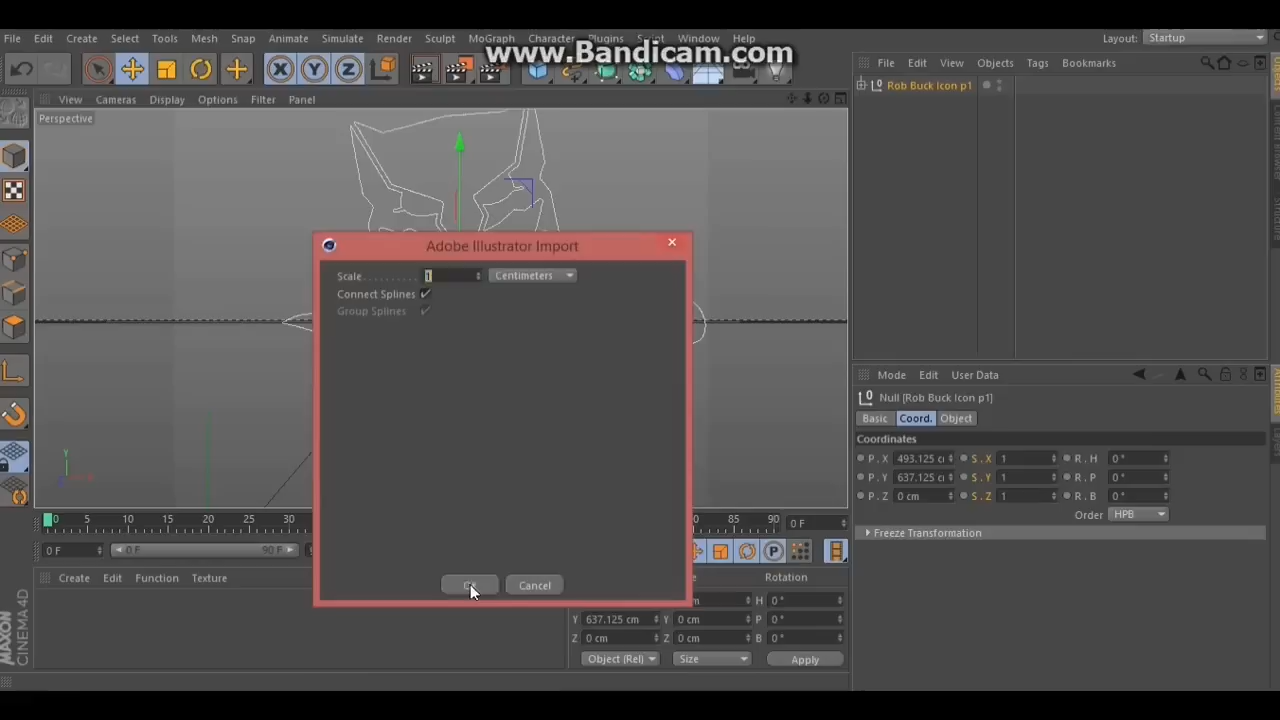 www.Bandicam.com
File Edit Create Select Tools Mesh Snap Animate Simulate Render Sculpt MoGraph Character Plugins Script Window Help
Layout: Startup
X Y Z
File Edit View Objects Tags Bookmarks
Rob Buck Icon p1
View Cameras Display Options Filter Panel
Perspective
Adobe Illustrator Import
Scale 1 Centimeters
Connect Splines
Group Splines
Cancel
Mode Edit User Data
Null [Rob Buck Icon p1]
Basic Coord. Object
Coordinates
P . X 493.125 S . X 1 R . H 0 °
P . Y 637.125 S . Y 1 R . P 0 °
P . Z 0 cm S . Z 1 R . B 0 °
Order HPB
Freeze Transformation
0 5 10 15 20 25 30
85 90 0 F
0 F 0 F 90 F
P
Create Edit Function Texture
Rotation
H 0 °
Y 637.125 cm Y 0 cm P 0 °
Z 0 cm Z 0 cm B 0 °
Object (Rel) Size Apply
MAXON
CINEMA 4D